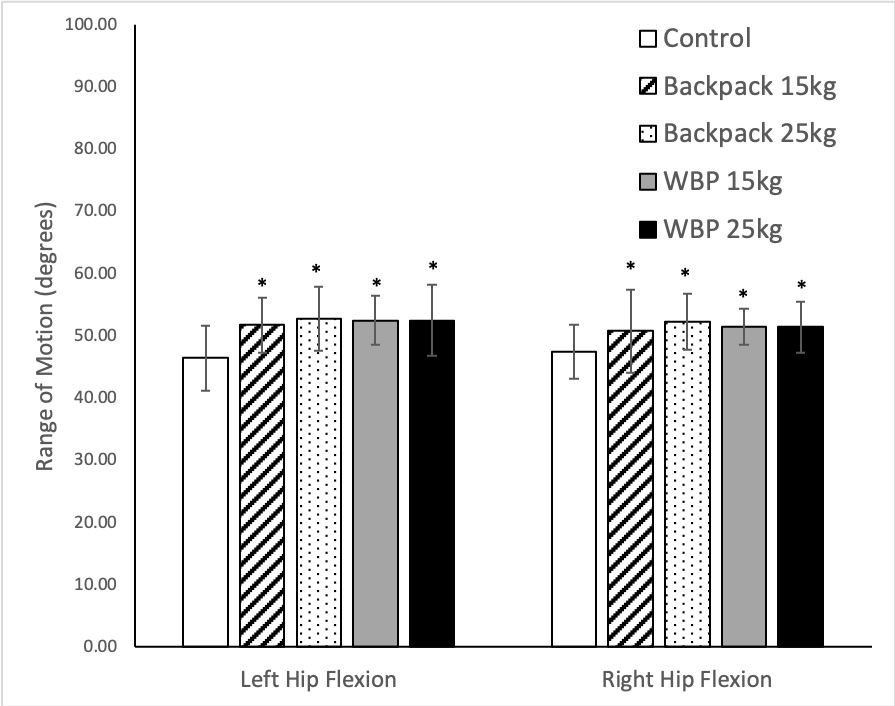 100.00
90.00
80.00
70.00
60.00
50.00
40.00
30.00
20.00
10.00
0.00
Range of Motion (degrees)
Control
Backpack 15kg
Backpack 25kg
WBP 15kg
WBP 25kg
* * * * * * * *
Left Hip Flexion Right Hip Flexion